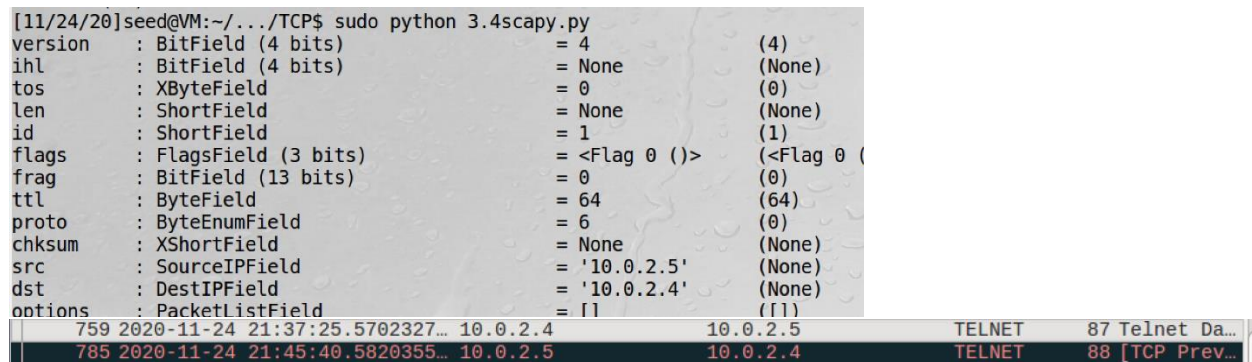 [11/24/20]seed@VM:~/.../TCP$ sudo python 3.4scapy.py
version : BitField (4 bits) = 4 (4)
ihl : BitField (4 bits) = None (None)
tos : XByteField = 0 (0)
len : ShortField = None (None)
id : ShortField = 1 (1)
flags : FlagsField (3 bits) = <Flag 0 ()> (<Flag 0 (
frag : BitField (13 bits) = 0 (0)
ttl : ByteField = 64 (64)
proto : ByteEnumField = 6 (0)
chksum : XShortField = None (None)
src : SourceIPField = '10.0.2.5' (None)
dst : DestIPField = '10.0.2.4' (None)
options : PacketListField = [] ([])
759 2020-11-24 21:37:25.5702327… 10.0.2.4 10.0.2.5 TELNET 87 Telnet Da…
785 2020-11-24 21:45:40.5820355… 10.0.2.5 10.0.2.4 TELNET 88 [TCP Prev…